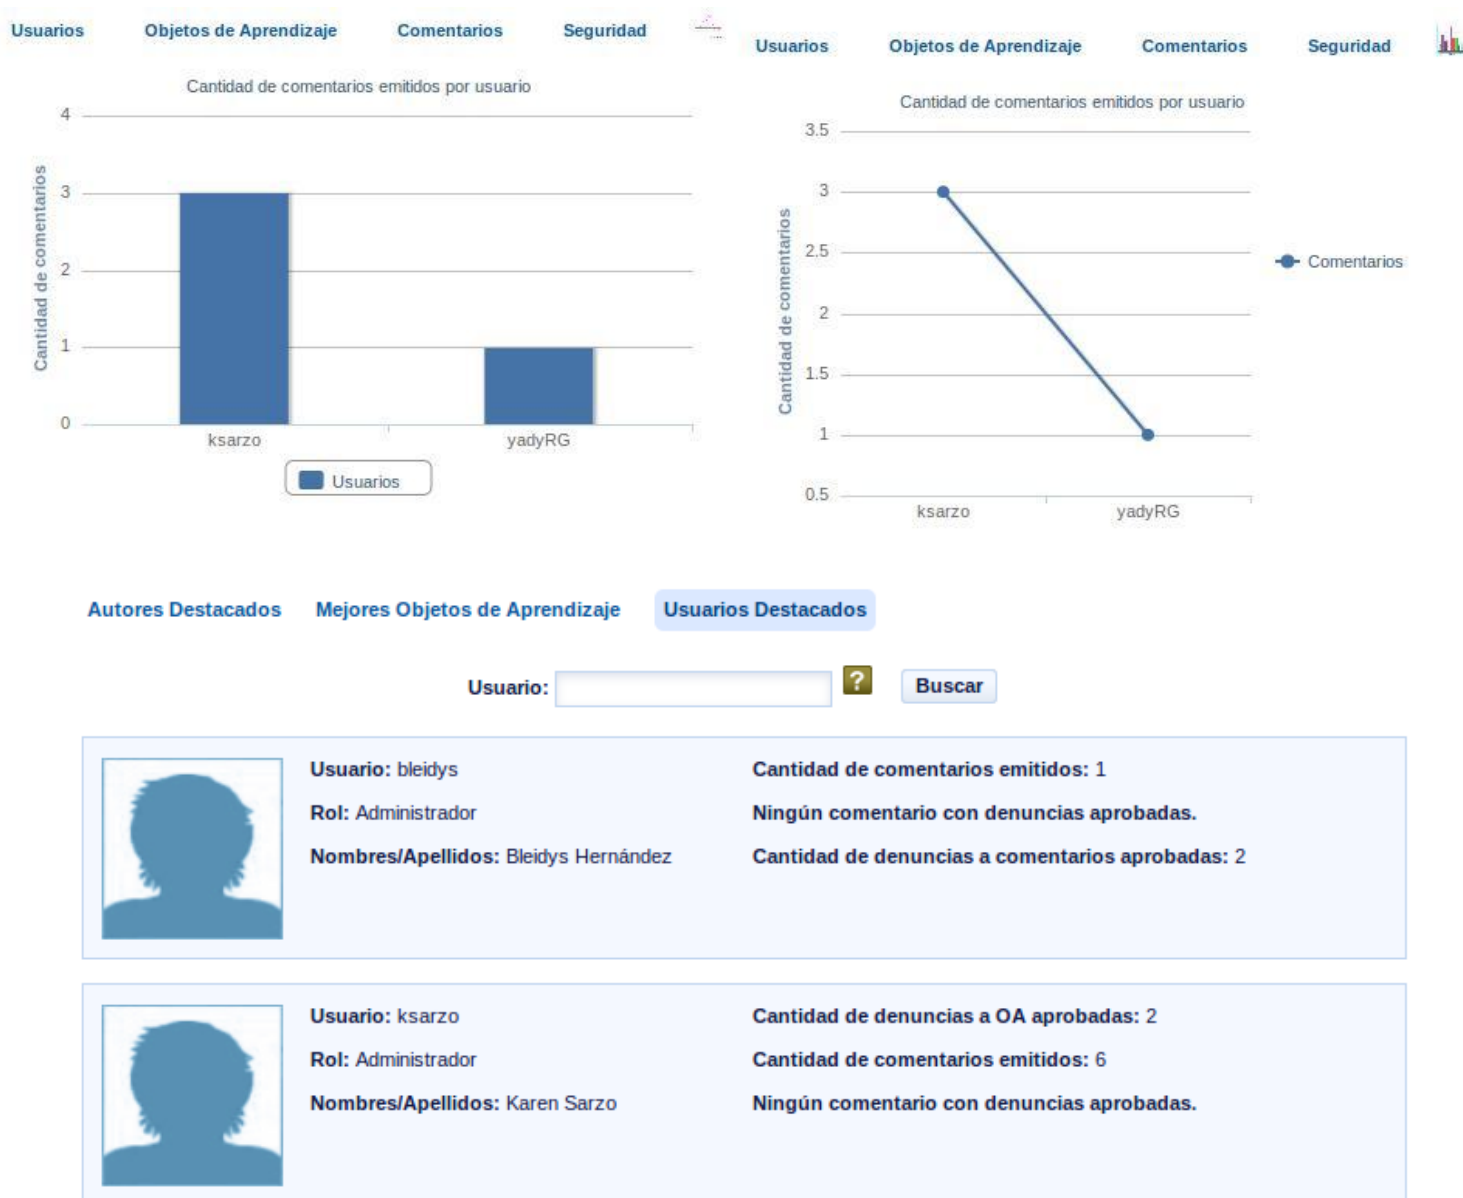 Usuarios Objetos de Aprendizaje Comentarios Seguridad
Cantidad de comentarios emitidos por usuario
4
3
2
1
0
Cantidad de comentarios
ksarzo yadyRG
Usuarios
Usuarios Objetos de Aprendizaje Comentarios Seguridad
Cantidad de comentarios emitidos por usuario
3.5
3
2.5
2
1.5
1
0.5
Cantidad de comentarios
ksarzo yadyRG
Comentarios
Autores Destacados Mejores Objetos de Aprendizaje Usuarios Destacados
Usuario: ? Buscar
Usuario: bleidys
Rol: Administrador
Nombres/Apellidos: Bleidys Hernández
Cantidad de comentarios emitidos: 1
Ningún comentario con denuncias aprobadas.
Cantidad de denuncias a comentarios aprobadas: 2
Usuario: ksarzo
Rol: Administrador
Nombres/Apellidos: Karen Sarzo
Cantidad de denuncias a OA aprobadas: 2
Cantidad de comentarios emitidos: 6
Ningún comentario con denuncias aprobadas.